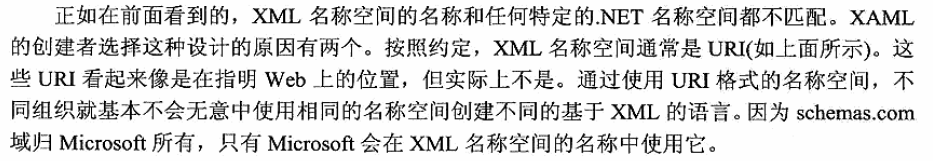 正如在前面看到的，XML 名称空间的名称和任何特定的.NET 名称空间都不匹配。XAML
的创建者选择这种设计的原因有两个。按照约定，XML 名称空间通常是 URI(如上面所示)。这
些 URI 看起来像是在指明 Web 上的位置，但实际上不是。通过使用 URI 格式的名称空间，不
同组织就基本不会无意中使用相同的名称空间创建不同的基于 XML 的语言。因为 schemas.com
域归 Microsoft 所有，只有 Microsoft 会在 XML 名称空间的名称中使用它。